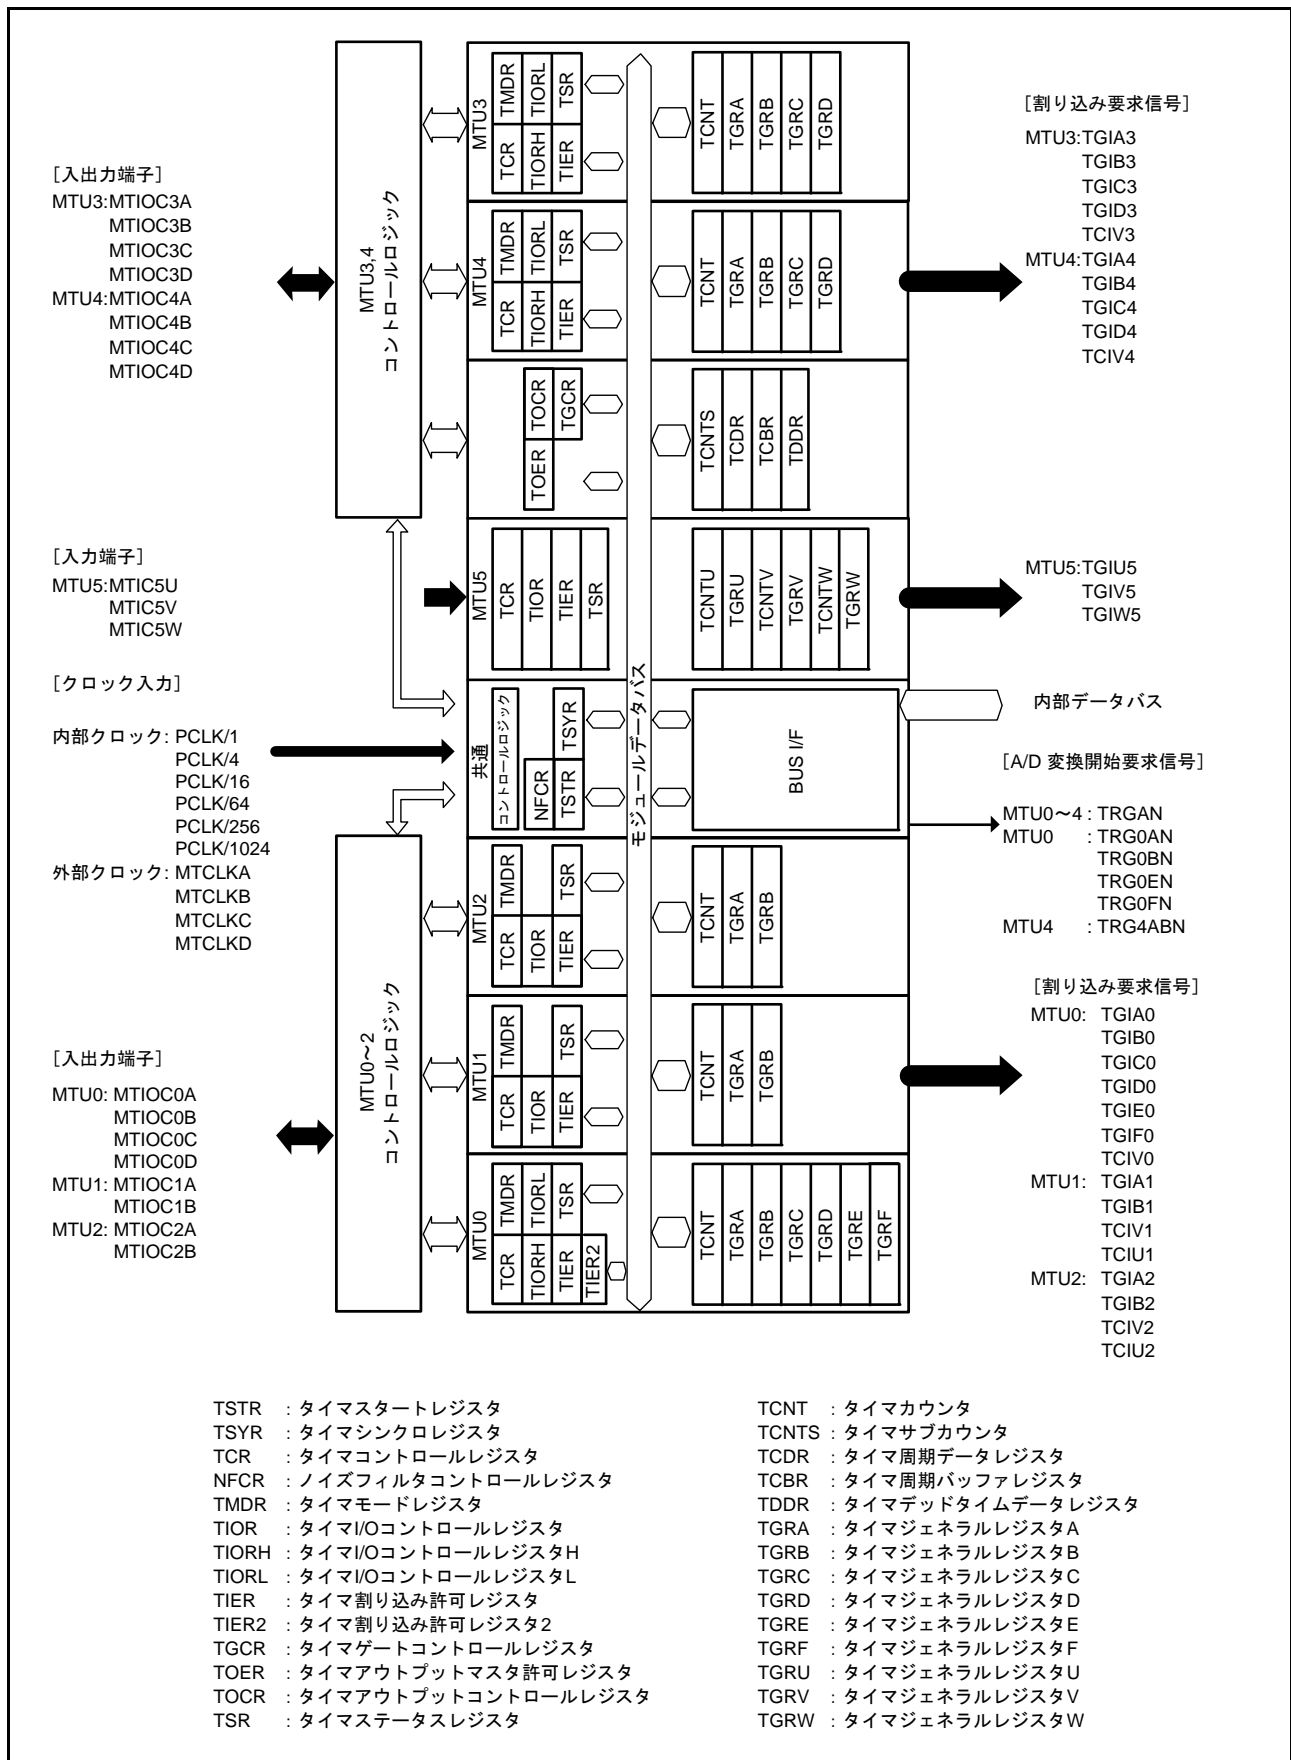 [入出力端子]
MTU3:MTIOC3A
MTIOC3B
MTIOC3C
MTIOC3D
MTU4:MTIOC4A
MTIOC4B
MTIOC4C
MTIOC4D
[入力端子]
MTU5:MTIC5U
MTIC5V
MTIC5W
[クロック入力]
内部クロック: PCLK/1
PCLK/4
PCLK/16
PCLK/64
PCLK/256
PCLK/1024
外部クロック: MTCLKA
MTCLKB
MTCLKC
MTCLKD
[入出力端子]
MTU0: MTIOC0A
MTIOC0B
MTIOC0C
MTIOC0D
MTU1: MTIOC1A
MTIOC1B
MTU2: MTIOC2A
MTIOC2B
MTU3,4
コントロールロジック
MTU0~2
コントロールロジック
MTU3
TCR
TMDR
TIORH
TIORL
TIER
TSR
TCNT
TGRA
TGRB
TGRC
TGRD
MTU4
TCR
TMDR
TIORH
TIORL
TIER
TSR
TCNT
TGRA
TGRB
TGRC
TGRD
TOER
TOCR
TGCR
TCNTS
TCDR
TCBR
TDDR
MTU5
TCR
TIOR
TIER
TSR
TCNTU
TGRU
TCNTV
TGRV
TCNTW
TGRW
共通
コントロールロジック
NFCR
TSTR
TSYR
モジュールデータバス
BUS I/F
MTU2
TCR
TMDR
TIOR
TIER
TSR
TCNT
TGRA
TGRB
MTU1
TCR
TMDR
TIOR
TIER
TSR
TCNT
TGRA
TGRB
MTU0
TCR
TMDR
TIORH
TIORL
TIER
TSR
TIER2
TCNT
TGRA
TGRB
TGRC
TGRD
TGRE
TGRF
[割り込み要求信号]
MTU3:TGIA3
TGIB3
TGIC3
TGID3
TCIV3
MTU4:TGIA4
TGIB4
TGIC4
TGID4
TCIV4
MTU5:TGIU5
TGIV5
TGIW5
内部データバス
[A/D 変換開始要求信号]
MTU0~4 : TRGAN
MTU0 : TRG0AN
TRG0BN
TRG0EN
TRG0FN
MTU4 : TRG4ABN
[割り込み要求信号]
MTU0: TGIA0
TGIB0
TGIC0
TGID0
TGIE0
TGIF0
TCIV0
MTU1: TGIA1
TGIB1
TCIV1
TCIU1
MTU2: TGIA2
TGIB2
TCIV2
TCIU2
TSTR : タイマスタートレジスタ
TSYR : タイマシンクロレジスタ
TCR : タイマコントロールレジスタ
NFCR : ノイズフィルタコントロールレジスタ
TMDR : タイマモードレジスタ
TIOR : タイマI/Oコントロールレジスタ
TIORH : タイマI/OコントロールレジスタH
TIORL : タイマI/OコントロールレジスタL
TIER : タイマ割り込み許可レジスタ
TIER2 : タイマ割り込み許可レジスタ2
TGCR : タイマゲートコントロールレジスタ
TOER : タイマアウトプットマスタ許可レジスタ
TOCR : タイマアウトプットコントロールレジスタ
TSR : タイマステータスレジスタ
TCNT : タイマカウンタ
TCNTS : タイマサブカウンタ
TCDR : タイマ周期データレジスタ
TCBR : タイマ周期バッファレジスタ
TDDR : タイマデッドタイムデータレジスタ
TGRA : タイマジェネラルレジスタA
TGRB : タイマジェネラルレジスタB
TGRC : タイマジェネラルレジスタC
TGRD : タイマジェネラルレジスタD
TGRE : タイマジェネラルレジスタE
TGRF : タイマジェネラルレジスタF
TGRU : タイマジェネラルレジスタU
TGRV : タイマジェネラルレジスタV
TGRW : タイマジェネラルレジスタW